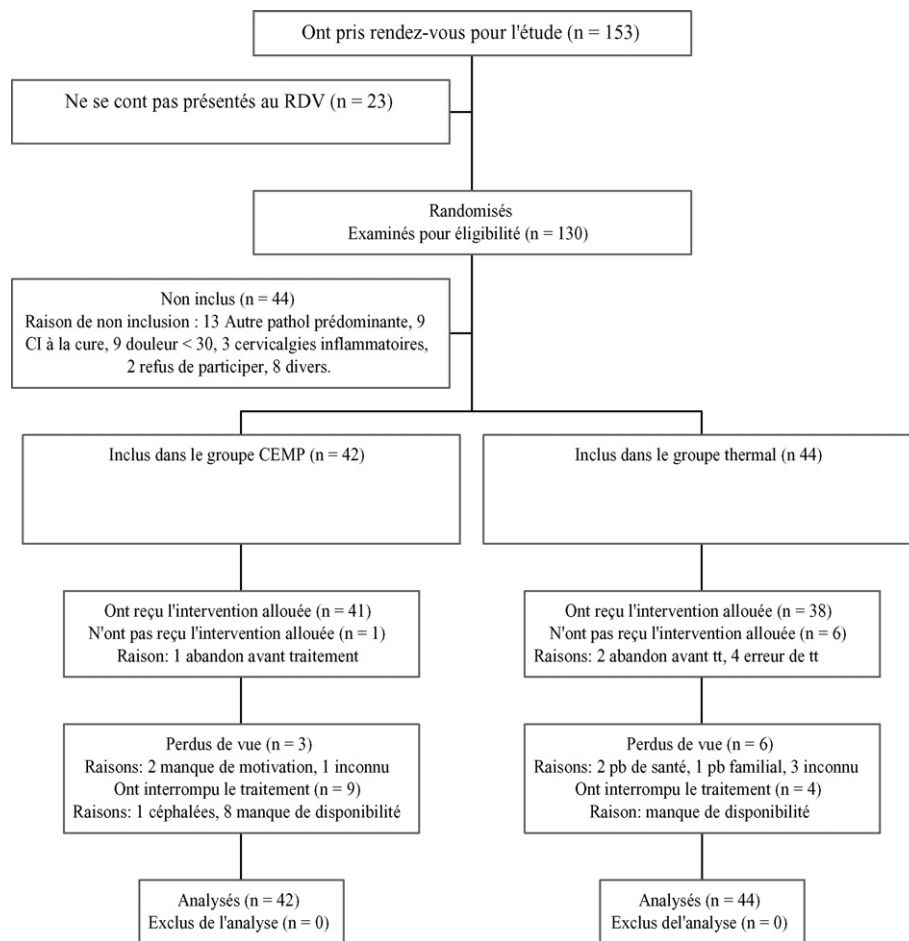 Ont pris rendez-vous pour l'étude (n = 153)
Ne se cont pas présentés au RDV (n = 23)
Randomisés
Examinés pour éligibilité (n = 130)
Non inclus (n = 44)
Raison de non inclusion : 13 Autre pathol prédominante, 9
CI à la cure, 9 douleur < 30, 3 cervicalgies inflammatoires,
2 refus de participer, 8 divers.
Inclus dans le groupe CEMP (n = 42)
Inclus dans le groupe thermal (n 44)
Ont reçu l'intervention allouée (n = 41)
N'ont pas reçu l'intervention allouée (n = 1)
Raison: 1 abandon avant traitement
Ont reçu l'intervention allouée (n = 38)
N'ont pas reçu l'intervention allouée (n = 6)
Raisons: 2 abandon avant tt, 4 erreur de tt
Perdus de vue (n = 3)
Raisons: 2 manque de motivation, 1 inconnu
Ont interrompu le traitement (n = 9)
Raisons: 1 céphalées, 8 manque de disponibilité
Perdus de vue (n = 6)
Raisons: 2 pb de santé, 1 pb familial, 3 inconnu
Ont interrompu le traitement (n = 4)
Raison: manque de disponibilité
Analysés (n = 42)
Exclus de l'analyse (n = 0)
Analysés (n = 44)
Exclus del'analyse (n = 0)